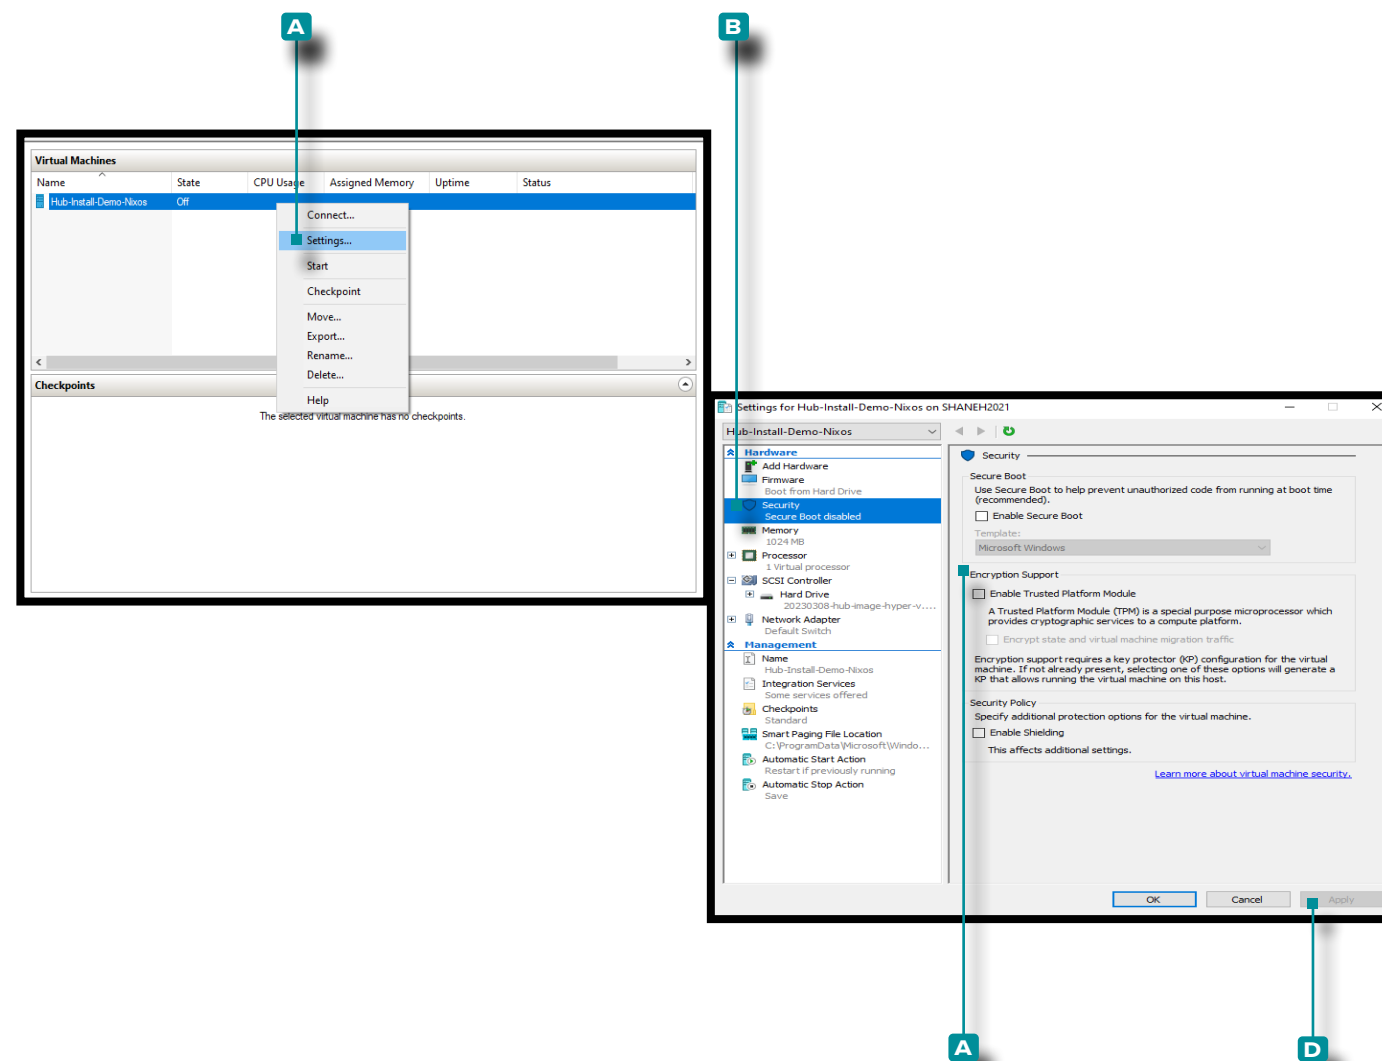 A
B
Virtual Machines
Name State CPU Usage Assigned Memory Uptime Status
Hub-Install-Demo-Nixos Off
Connect...
Settings...
Start
Checkpoint
Move...
Export...
Rename...
Delete...
Help
Checkpoints
The selected virtual machine has no checkpoints.
Settings for Hub-Install-Demo-Nixos on SHANEH2021
Hub-Install-Demo-Nixos
Hardware
Add Hardware
Firmware
Boot from Hard Drive
Security
Secure Boot disabled
Memory
1024 MB
Processor
1 Virtual processor
SCSI Controller
Hard Drive
20230308-hub-image-hyper-v....
Network Adapter
Default Switch
Management
Name
Hub-Install-Demo-Nixos
Integration Services
Some services offered
Checkpoints
Standard
Smart Paging File Location
C:\ProgramData\Microsoft\Windo...
Automatic Start Action
Restart if previously running
Automatic Stop Action
Save
Security
Secure Boot
Use Secure Boot to help prevent unauthorized code from running at boot time
(recommended).
Enable Secure Boot
Template:
Microsoft Windows
Encryption Support
Enable Trusted Platform Module
A Trusted Platform Module (TPM) is a special purpose microprocessor which
provides cryptographic services to a compute platform.
Encrypt state and virtual machine migration traffic
Encryption support requires a key protector (KP) configuration for the virtual
machine. If not already present, selecting one of these options will generate a
KP that allows running the virtual machine on this host.
Security Policy
Specify additional protection options for the virtual machine.
Enable Shielding
This affects additional settings.
Learn more about virtual machine security.
OK Cancel Apply
A
D